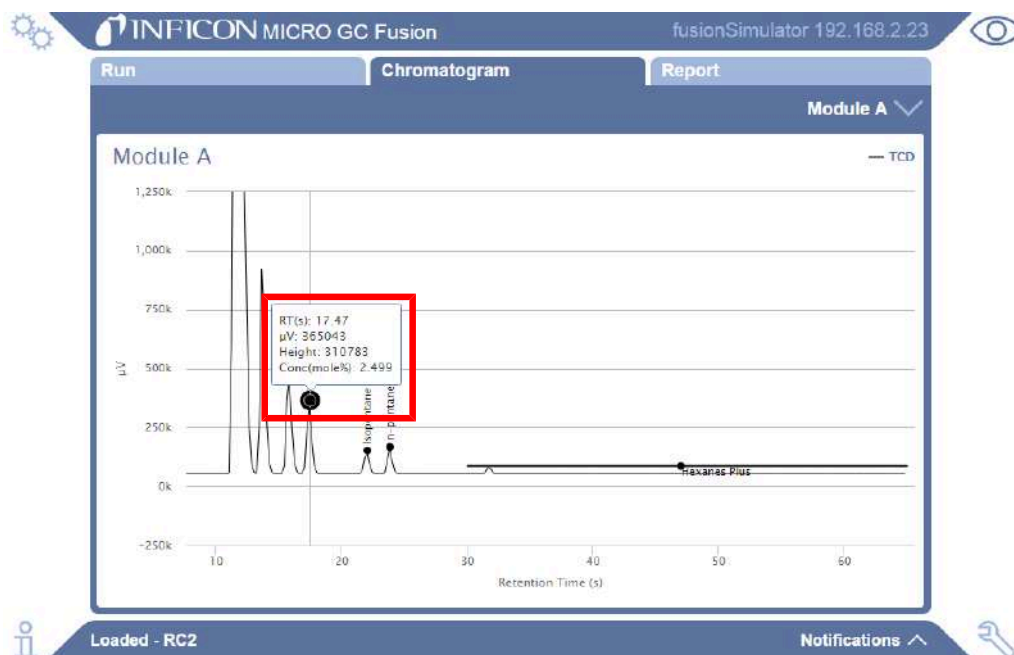 INFICON MICRO GC Fusion
fusionSimulator 192.168.2.23
Run
Chromatogram
Report
Module A
Module A
TCD
1,250k
1,000k
750k
500k
250k
0k
-250k
µV
RT(s): 17.47
µV: 365043
Height: 310783
Conc(mole%): 2.499
Isopentane
n-pentane
Hexanes Plus
10
20
30
40
50
60
Retention Time (s)
Loaded - RC2
Notifications